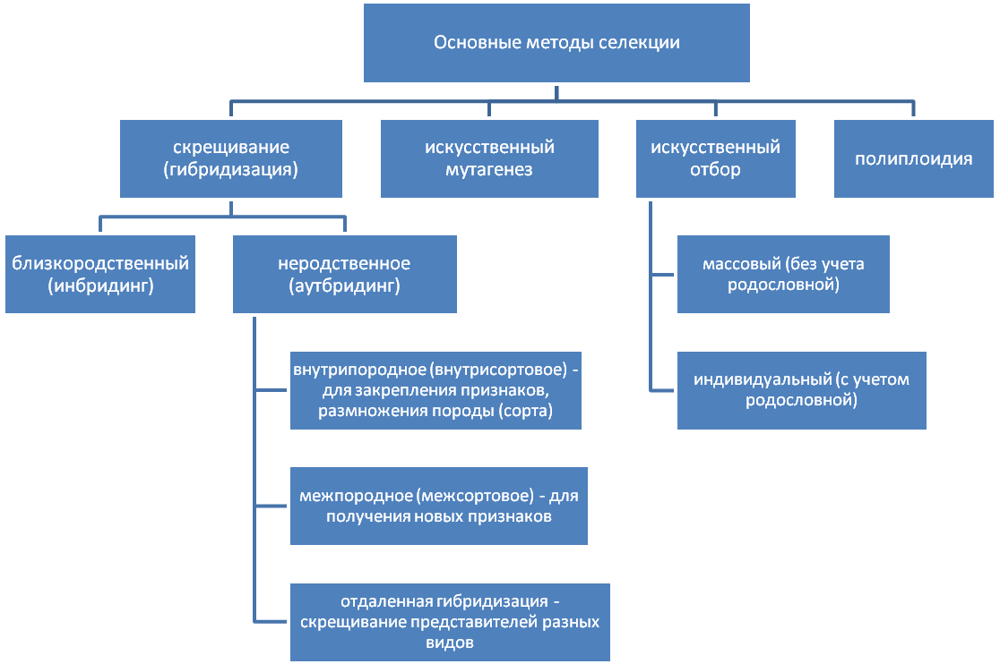 Основные методы селекции
скрещивание
(гибридизация)
искусственный
мутагенез
искусственный
отбор
полиплоидия
близкородственный
(инбридинг)
неродственное
(аутбридинг)
массовый (без учета
родословной)
внутрипородное (внутрисортовое) -
для закрепления признаков,
размножения породы (сорта)
индивидуальный (с учетом
родословной)
межпородное (межсортовое) - для
получения новых признаков
отдаленная гибридизация -
скрещивание представителей разных
видов